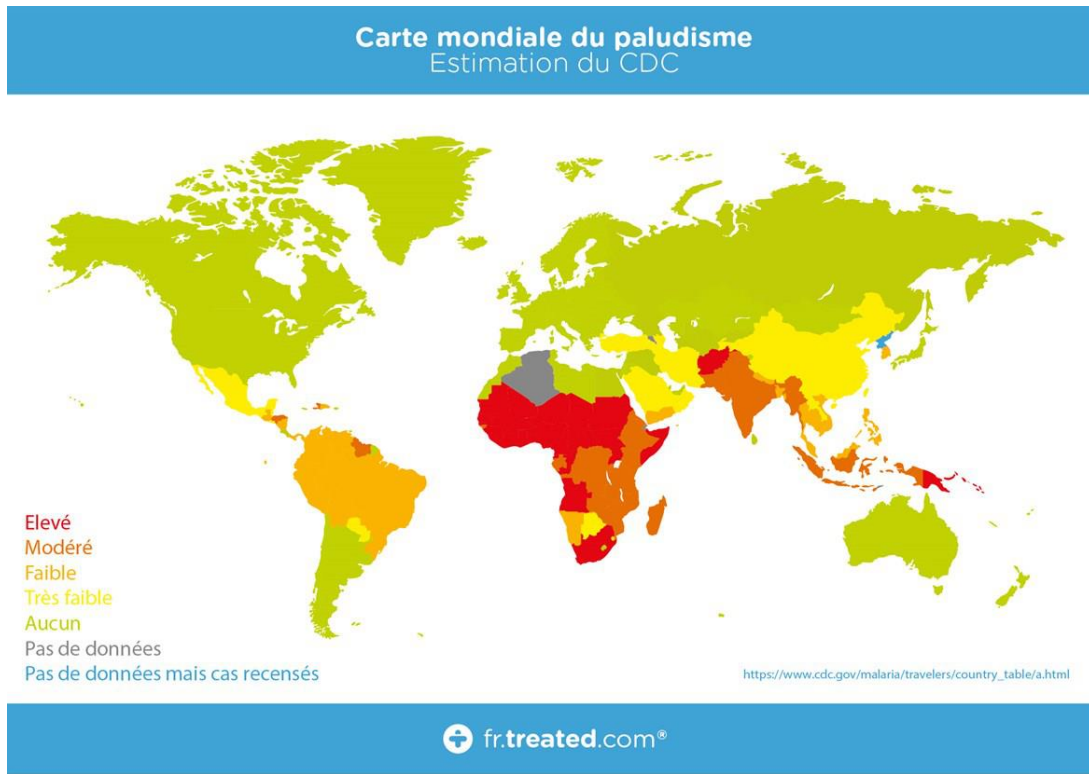 Carte mondiale du paludisme
Estimation du CDC
Elevé
Modéré
Faible
Très faible
Aucun
Pas de données
Pas de données mais cas recensés
https://www.cdc.gov/malaria/travelers/country_table/a.html
fr.treated.com®